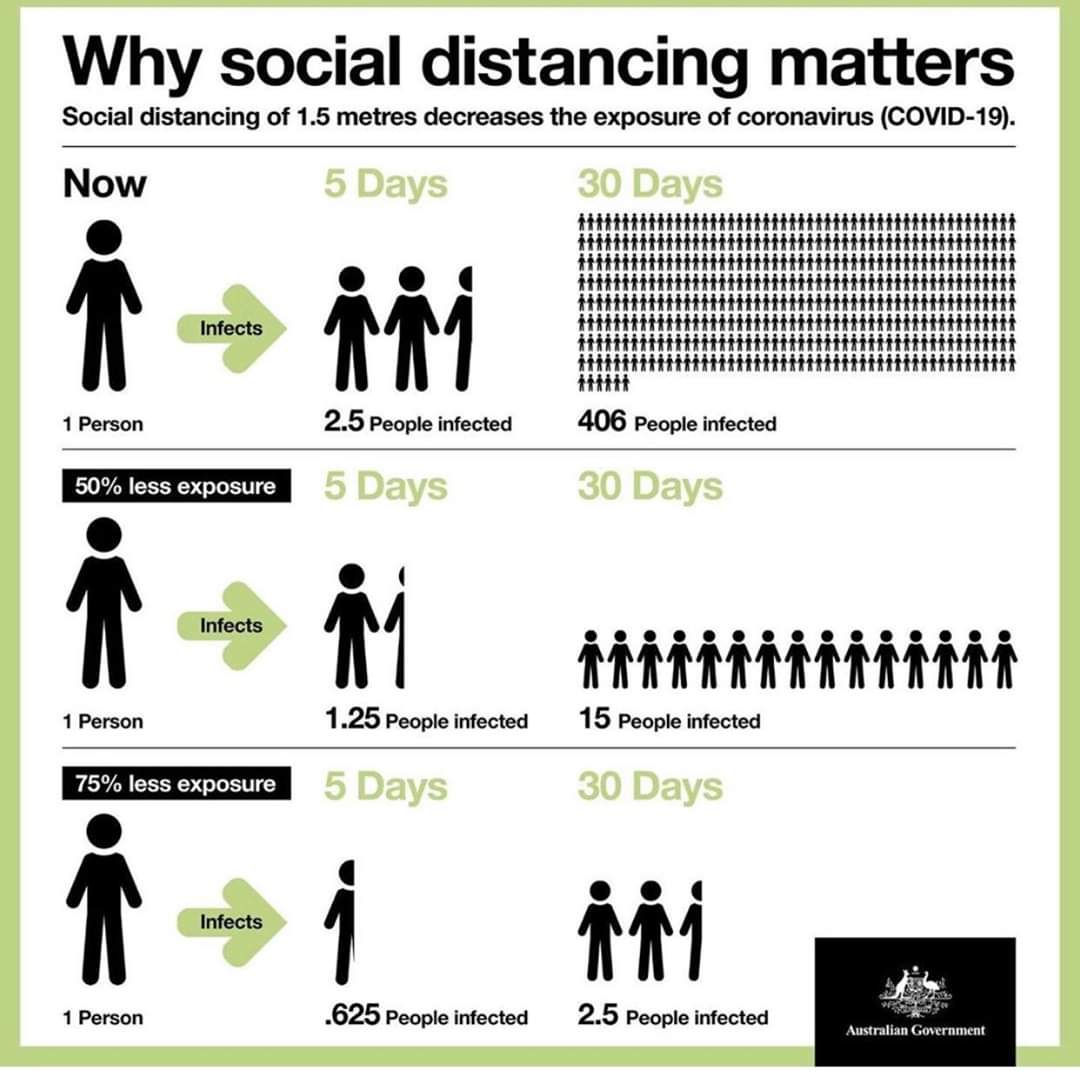 Why social distancing matters
Social distancing of 1.5 metres decreases the exposure of coronavirus (COVID-19).
Now 5 Days 30 Days
Infects
1 Person 2.5 People infected 406 People infected
50% less exposure 5 Days 30 Days
Infects
1 Person 1.25 People infected 15 People infected
75% less exposure 5 Days 30 Days
Infects
1 Person .625 People infected 2.5 People infected
Australian Government